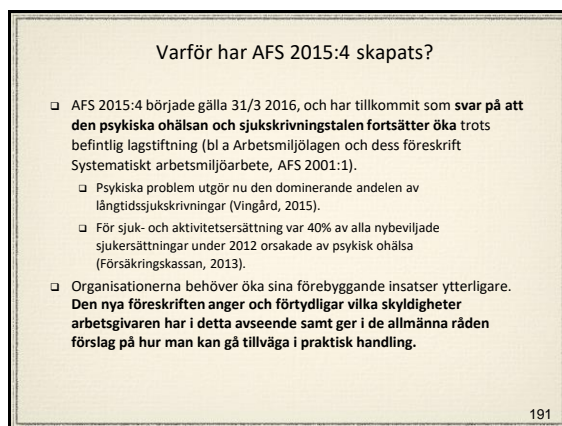 Varför har AFS 2015:4 skapats?
❑ AFS 2015:4 började gälla 31/3 2016, och har tillkommit som svar på att
den psykiska ohälsan och sjukskrivningstalen fortsätter öka trots
befintlig lagstiftning (bl a Arbetsmiljölagen och dess föreskrift
Systematiskt arbetsmiljöarbete, AFS 2001:1).
❑ Psykiska problem utgör nu den dominerande andelen av
långtidssjukskrivningar (Vingård, 2015).
❑ För sjuk- och aktivitetsersättning var 40% av alla nybeviljade
sjukersättningar under 2012 orsakade av psykisk ohälsa
(Försäkringskassan, 2013).
❑ Organisationerna behöver öka sina förebyggande insatser ytterligare.
Den nya föreskriften anger och förtydligar vilka skyldigheter
arbetsgivaren har i detta avseende samt ger i de allmänna råden
förslag på hur man kan gå tillväga i praktisk handling.
191